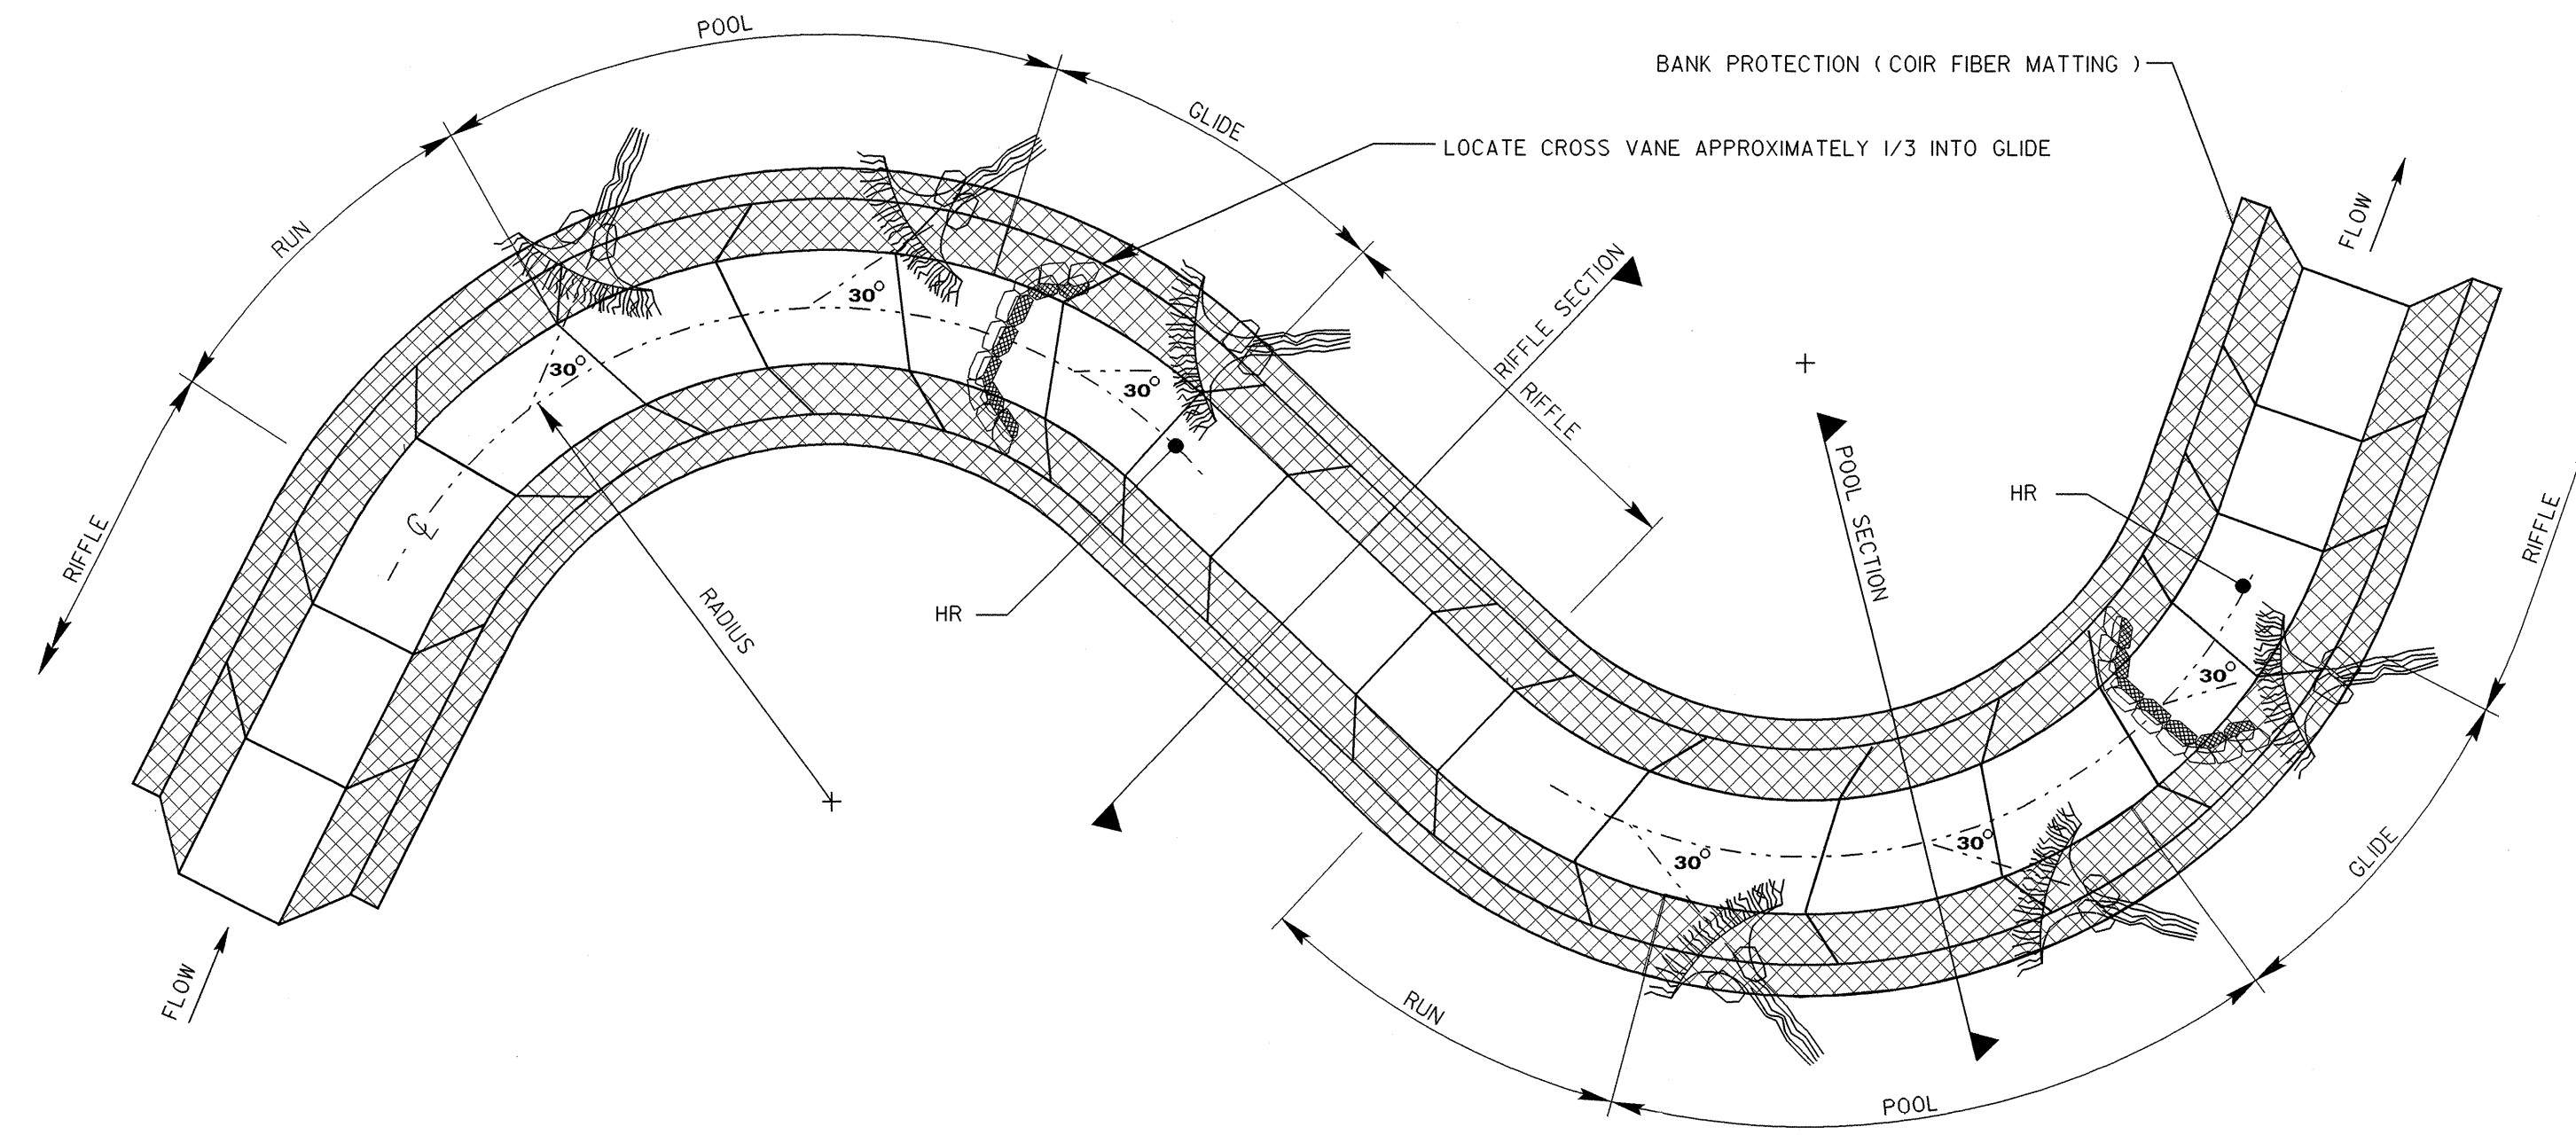 POOL
BANK PROTECTION ( COIR FIBER MATTING )
GLIDE
LOCATE CROSS VANE APPROXIMATELY 1/3 INTO GLIDE
RUN
FLOW
30°
RIFFLE SECTION
30°
30°
RIFFLE
POOL SECTION
HR
RIFFLE
℄
RIFFLE
RADIUS
HR
30°
30°
30°
GLIDE
FLOW
RUN
POOL